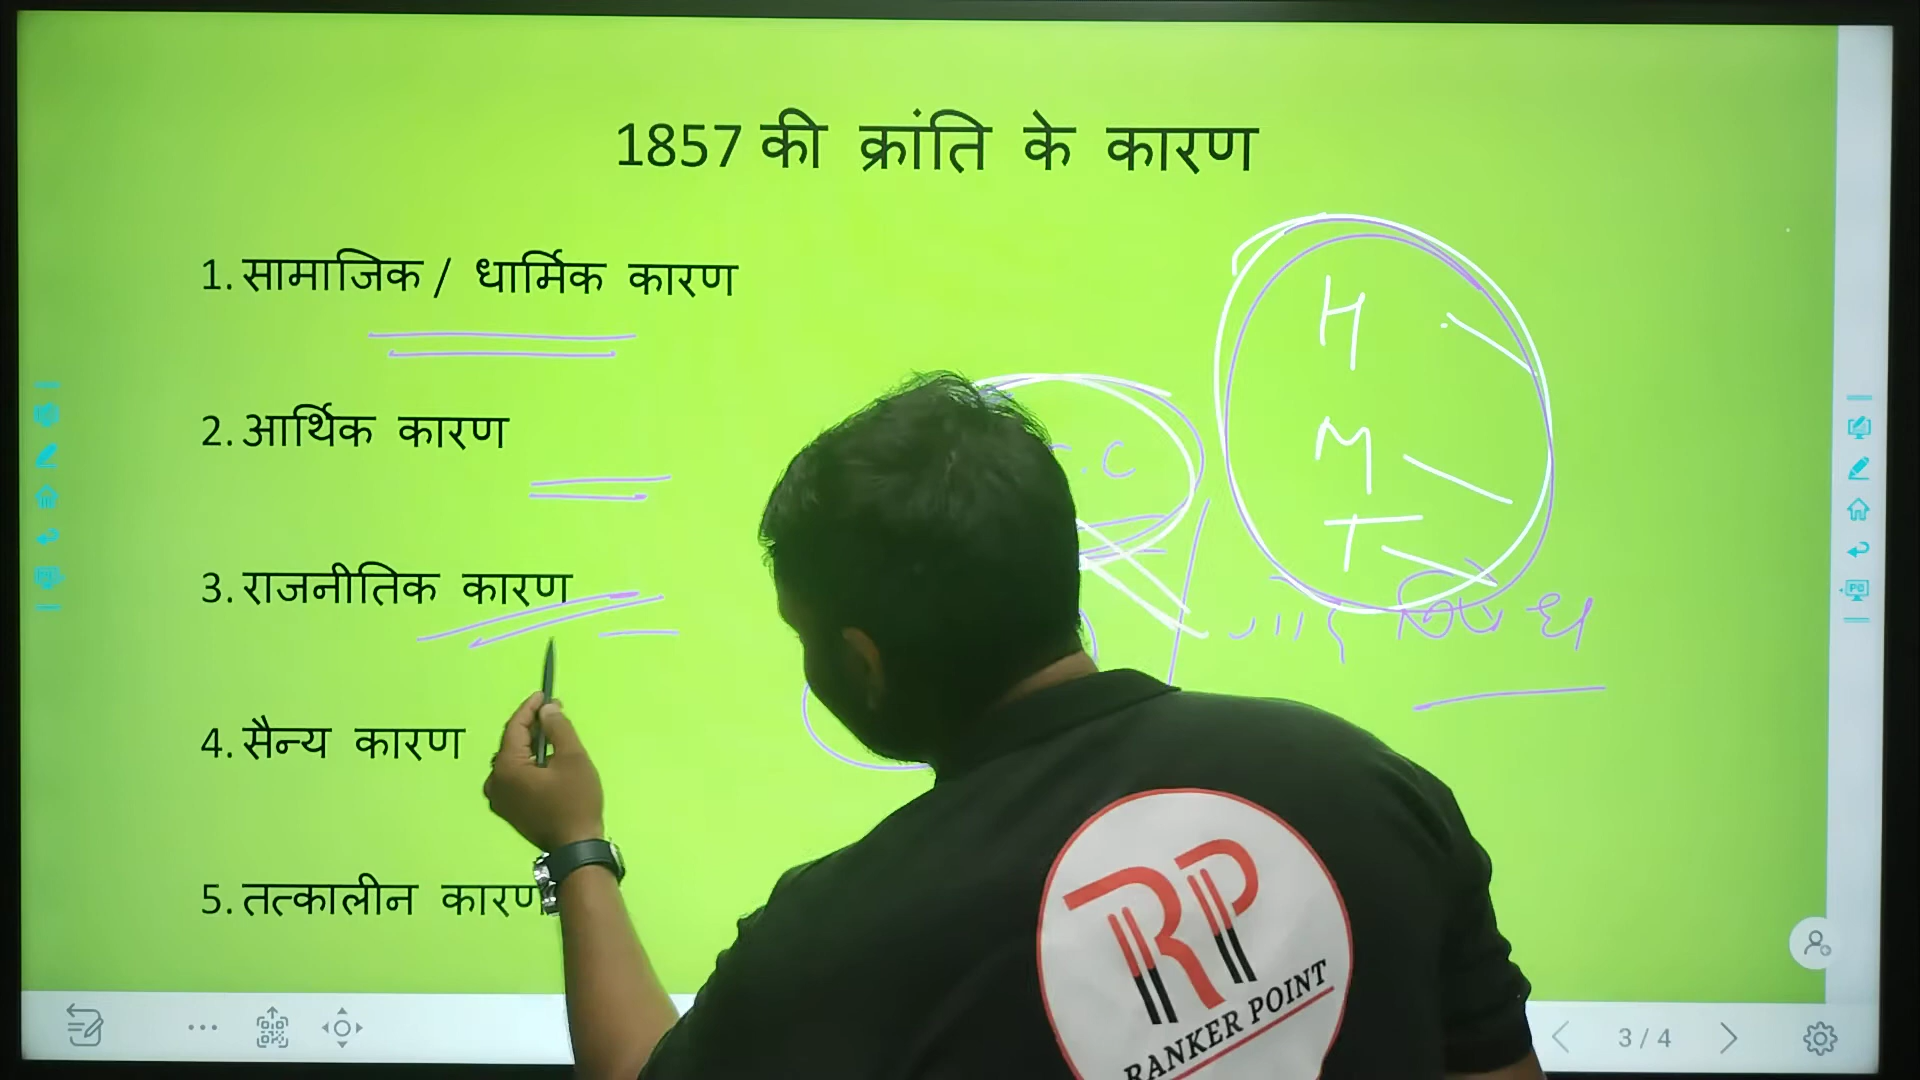 1857 की क्रांति के कारण
1. सामाजिक / धार्मिक कारण
2. आर्थिक कारण
3. राजनीतिक कारण
4. सैन्य कारण
5. तत्कालीन कारण
H
M
T
.C
RP
RANKER POINT
3 / 4